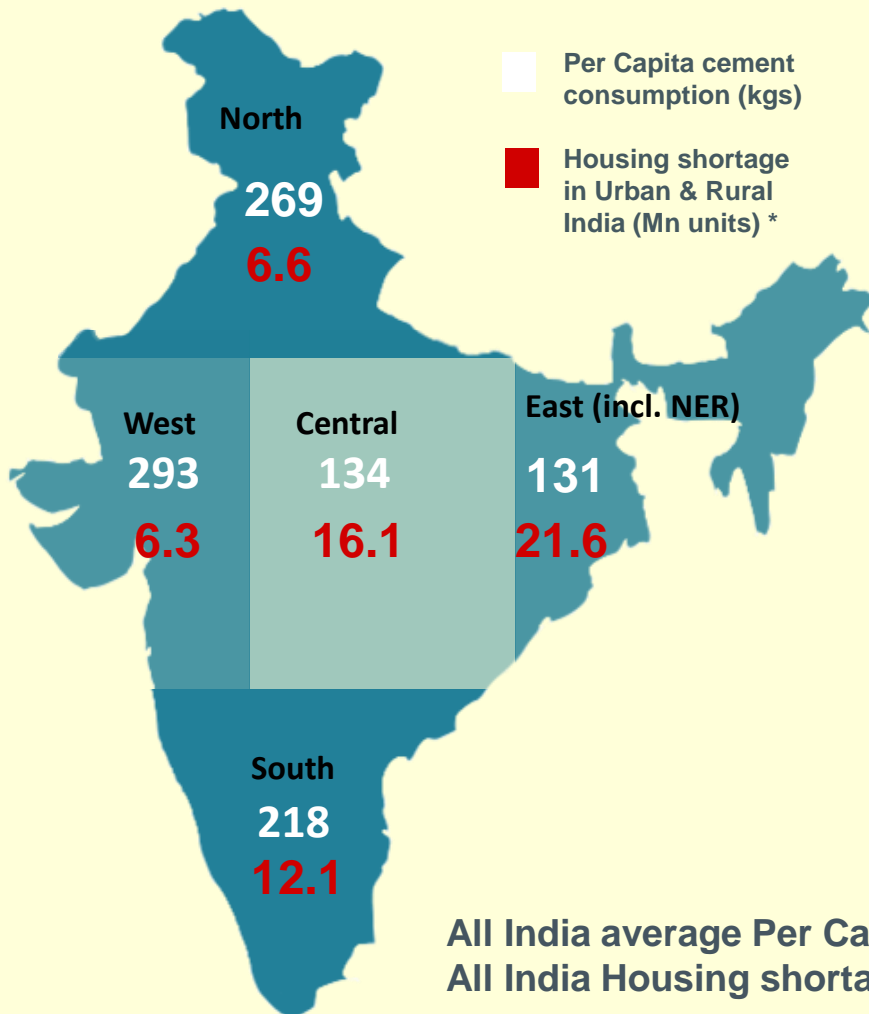 Per Capita cement
consumption (kgs)
Housing shortage
in Urban & Rural
India (Mn units) *
North
269
6.6
West
293
6.3
Central
134
16.1
East (incl. NER)
131
21.6
South
218
12.1
All India average Per
All India Housing